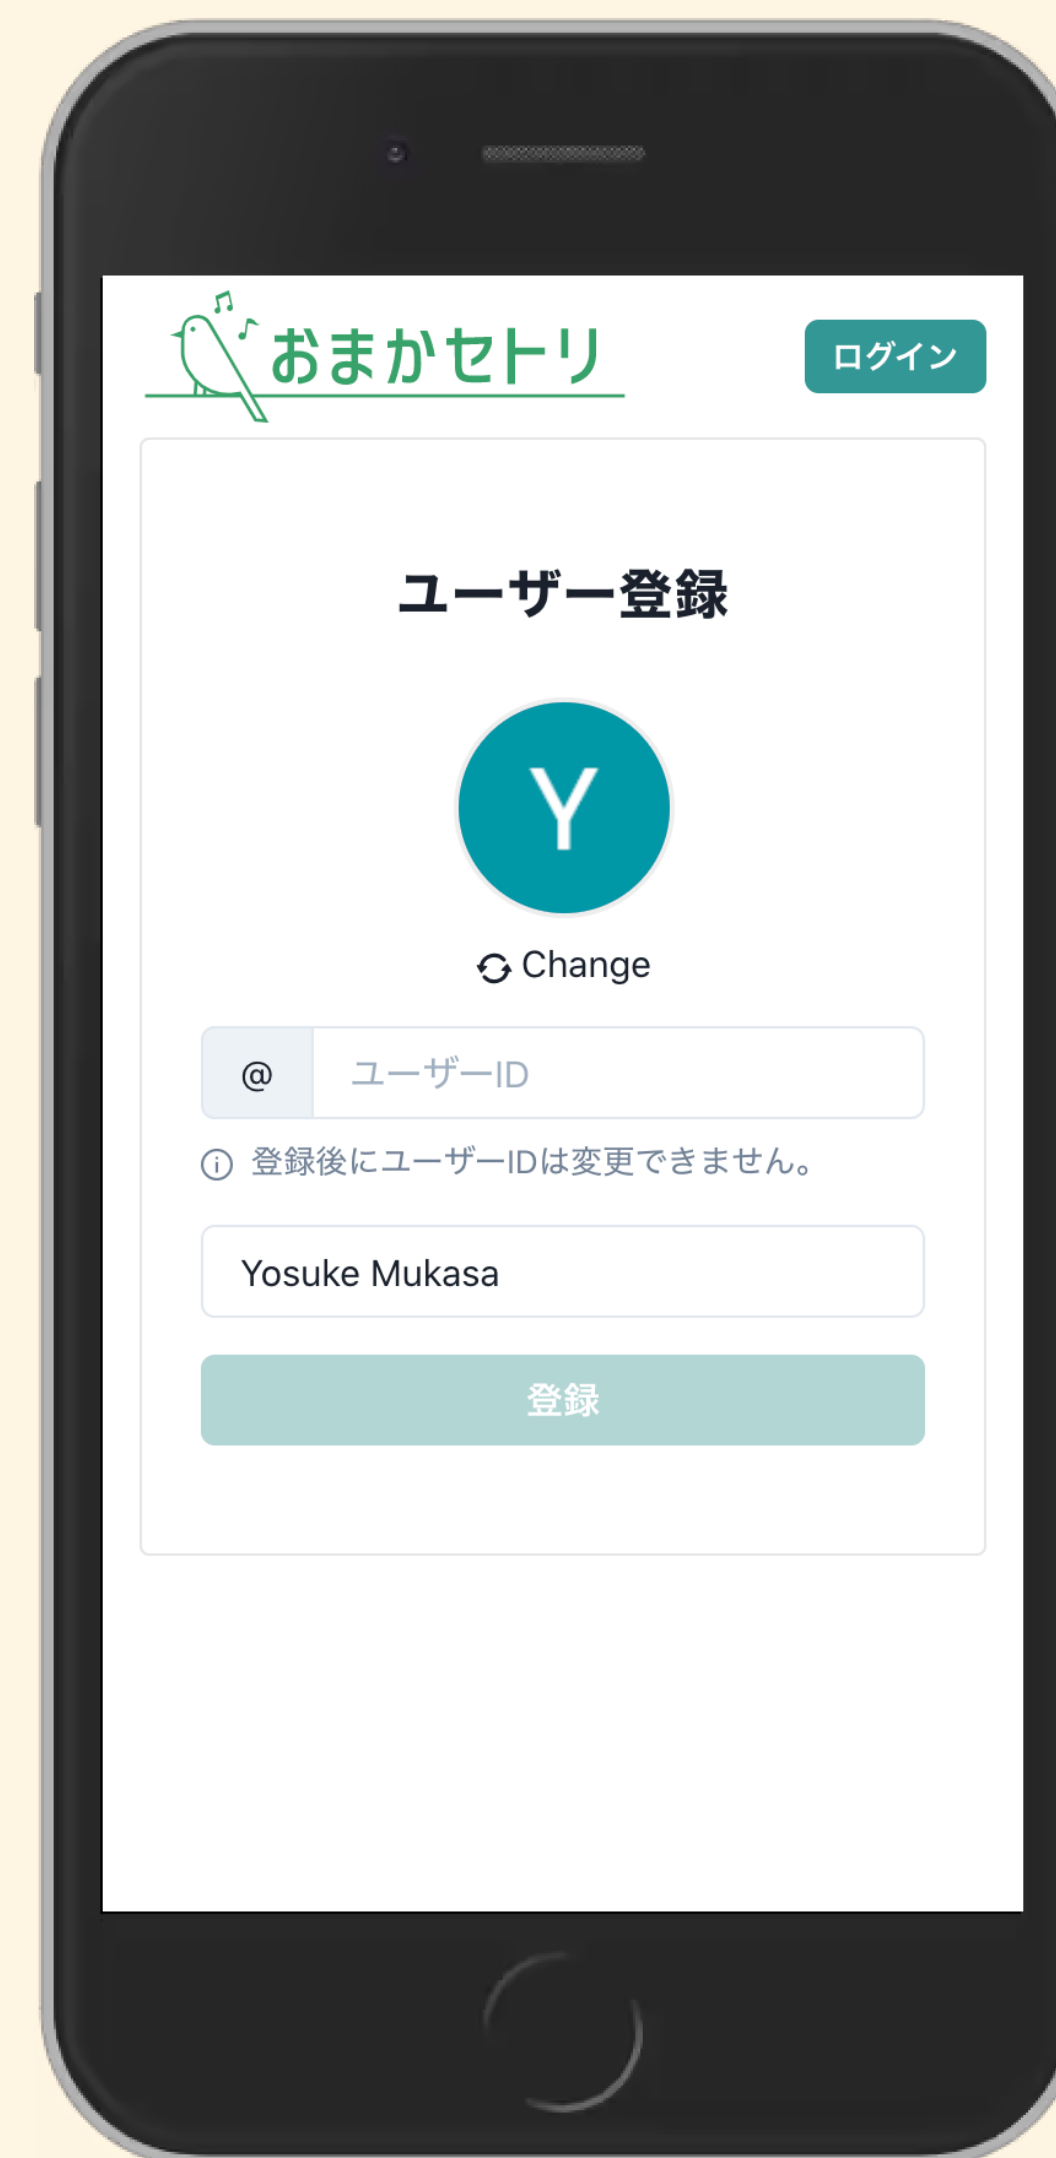 おまかセトリ
ログイン
ユーザー登録
Y
Change
@ ユーザーID
登録後にユーザーIDは変更できません。
Yosuke Mukasa
登録